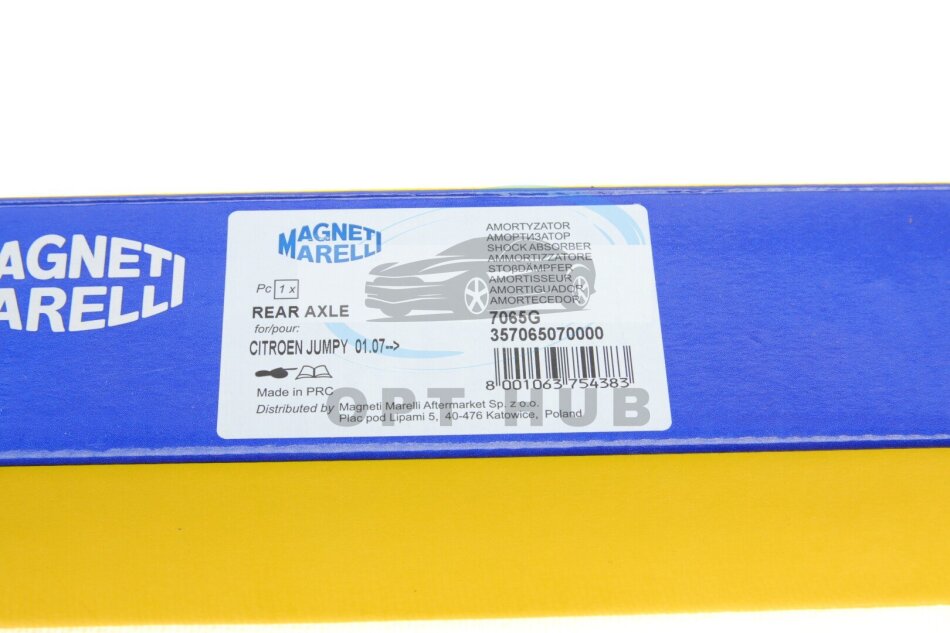 MAGNETI
MARELLI
MAGNETI
MARELLI
Pc 1 x
REAR AXLE
for/pour:
CITROEN JUMPY 01.07-->
Made in PRC
Distributed by Magneti Marelli Aftermarket Sp. z o.o.
Plac pod Lipami 5, 40-476 Katowice, Poland
AMORTYZATOR
АМОРТИЗАТОР
SHOCK ABSORBER
AMMORTIZZATORE
STOßDÄMPFER
AMORTISSEUR
AMORTIGUADOR
AMORTECEDOR
7065G
357065070000
8 001063 754383
OPT HUB